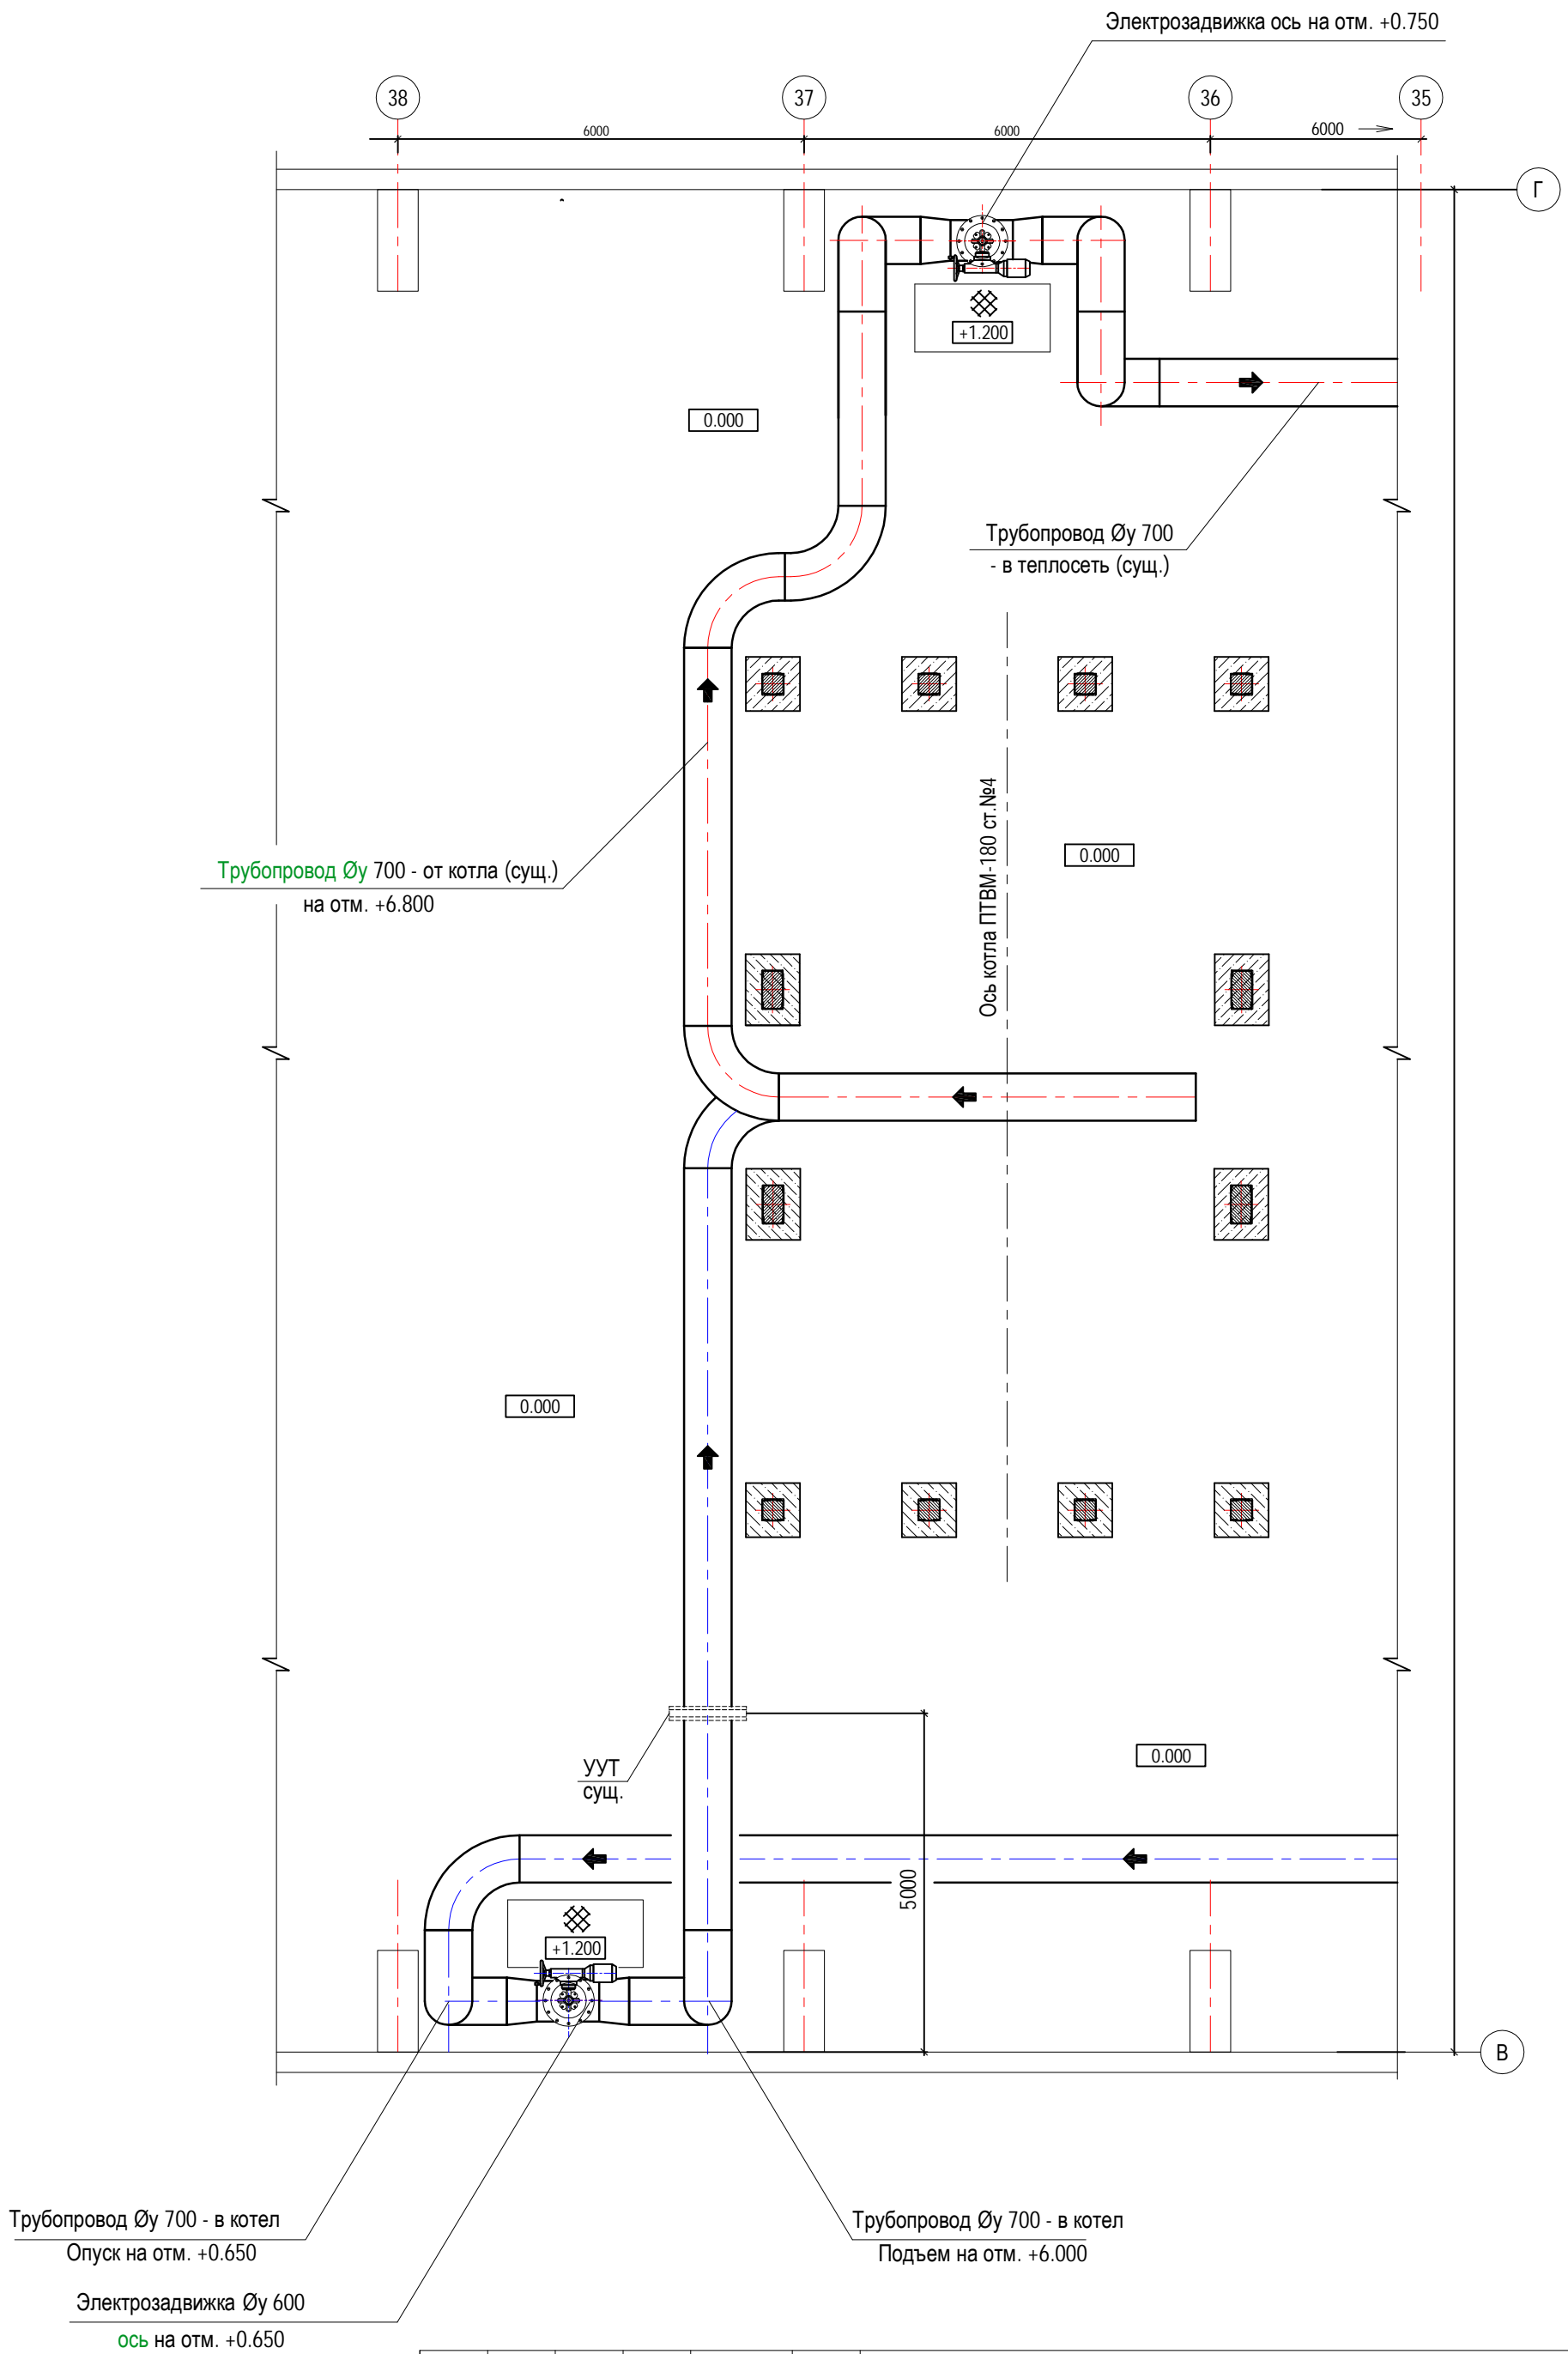 Электрозадвижка ось на отм. +0.750
38
37
36
35
6000
6000
6000
Г
+1.200
0.000
Трубопровод Øу 700
- в теплосеть (сущ.)
Ось котла ПТВМ-180 ст.№4
0.000
Трубопровод Øу 700 - от котла (сущ.)
на отм. +6.800
0.000
УУТ
сущ.
0.000
5000
+1.200
В
Трубопровод Øу 700 - в котел
Опуск на отм. +0.650
Трубопровод Øу 700 - в котел
Подъем на отм. +6.000
Электрозадвижка Øу 600
ось на отм. +0.650